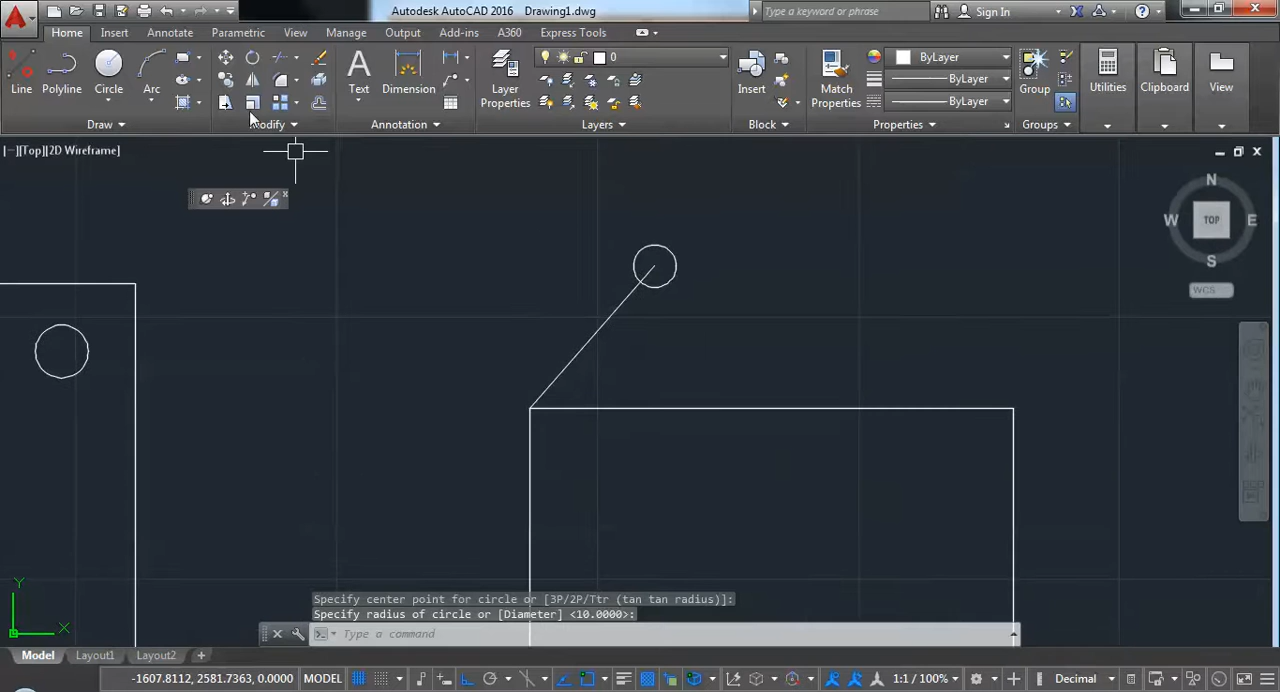 Autodesk AutoCAD 2016 Drawing1.dwg
Type a keyword or phrase
Sign In
Home Insert Annotate Parametric View Manage Output Add-ins A360 Express Tools
Line Polyline Circle Arc
Text Dimension
Layer Properties
0
Insert
Match Properties
ByLayer
ByLayer
ByLayer
Group
Utilities
Clipboard
View
Draw Modify Annotation Layers Block Properties Groups
[−][Top][2D Wireframe]
N
W TOP E
S
WCS
Y
X
Specify center point for circle or [3P/2P/Ttr (tan tan radius)]:
Specify radius of circle or [Diameter] <10.0000>:
Type a command
Model Layout1 Layout2 +
-1607.8112, 2581.7363, 0.0000 MODEL 1:1 / 100% Decimal